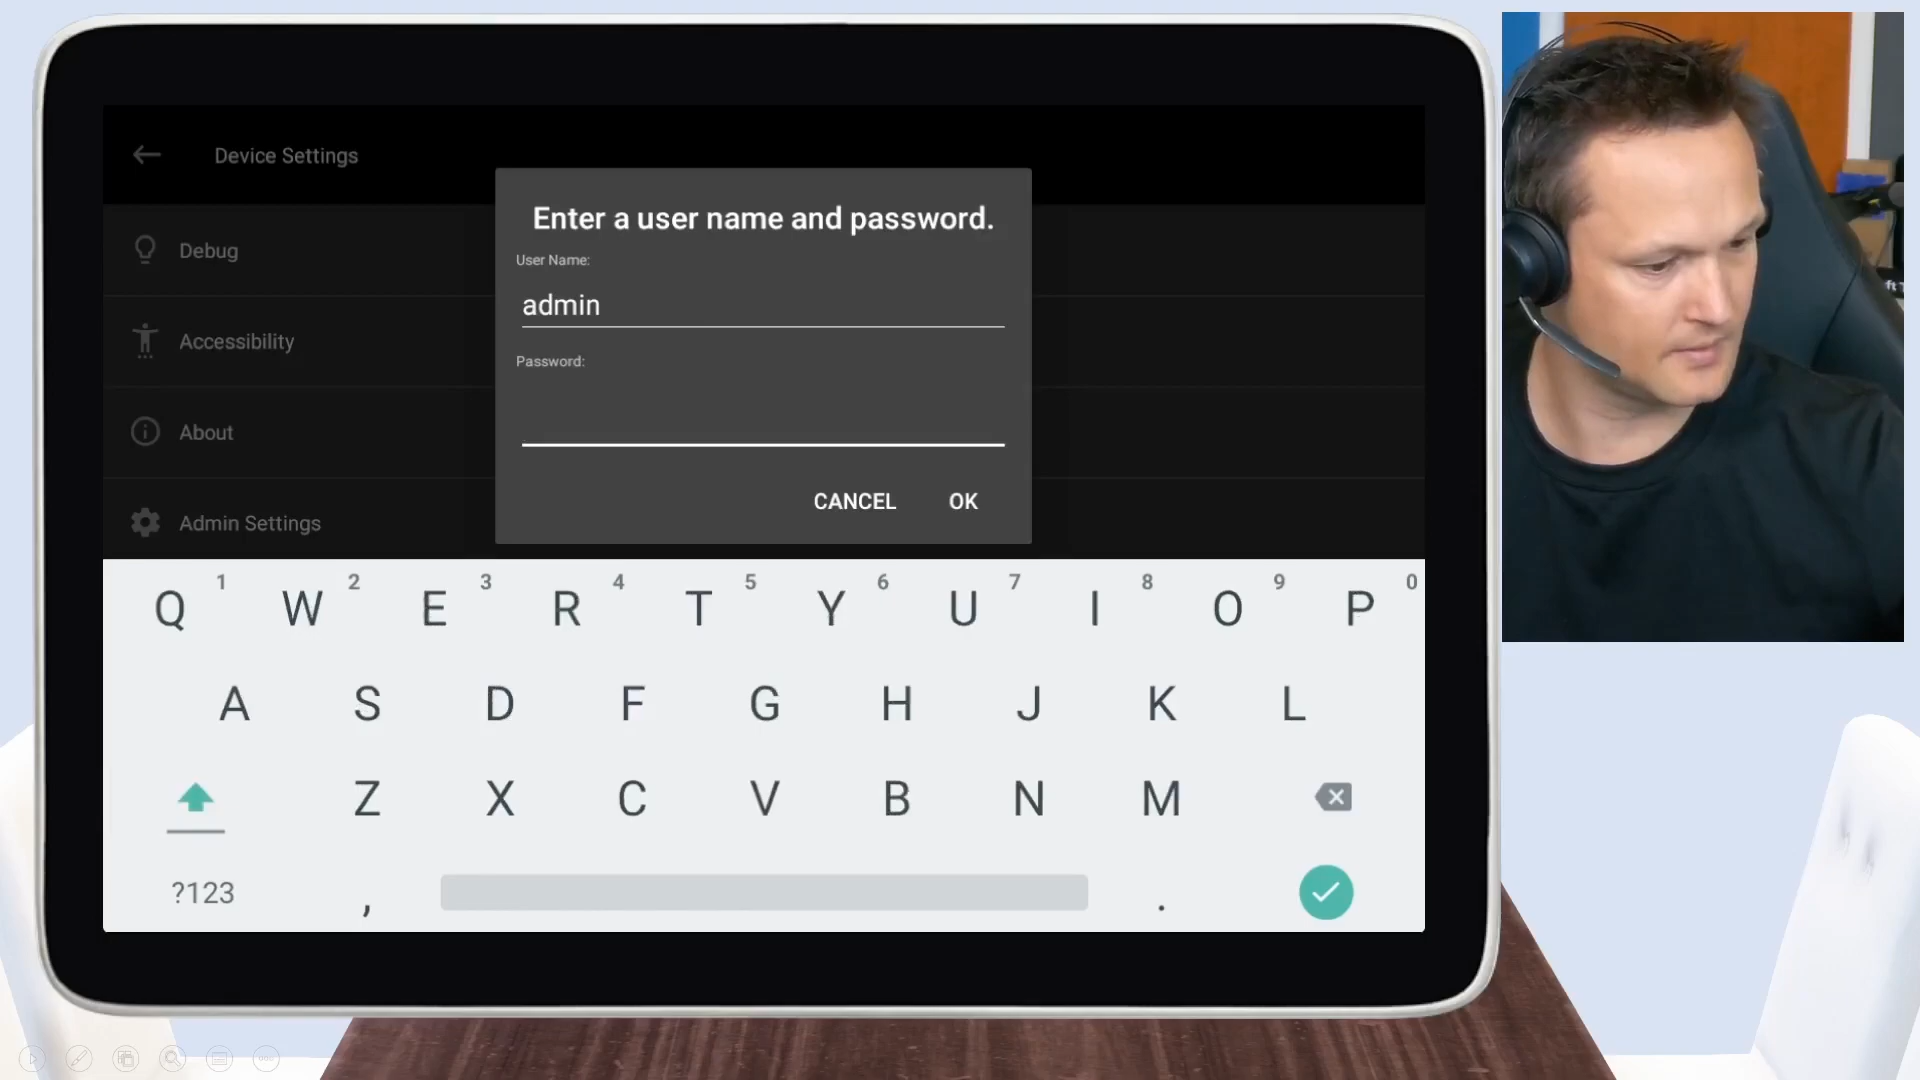 Device Settings
Enter a user name and password.
User Name:
admin
Password:
CANCEL
OK
Debug
Accessibility
About
Admin Settings
Q 1 W 2 E 3 R 4 T 5 Y 6 U 7 I 8 O 9 P 0
A S D F G H J K L
Z X C V B N M
?123 , .